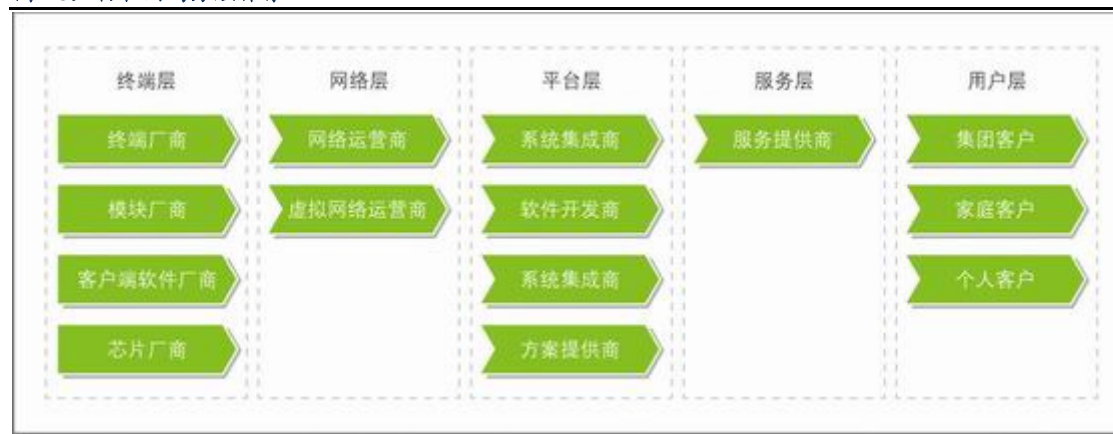 终端层 网络层 平台层 服务层 用户层
终端厂商 网络运营商 系统集成商 服务提供商 集团客户
模块厂商 虚拟网络运营商 软件开发商 家庭客户
客户端软件厂商 系统集成商 个人客户
芯片厂商 方案提供商